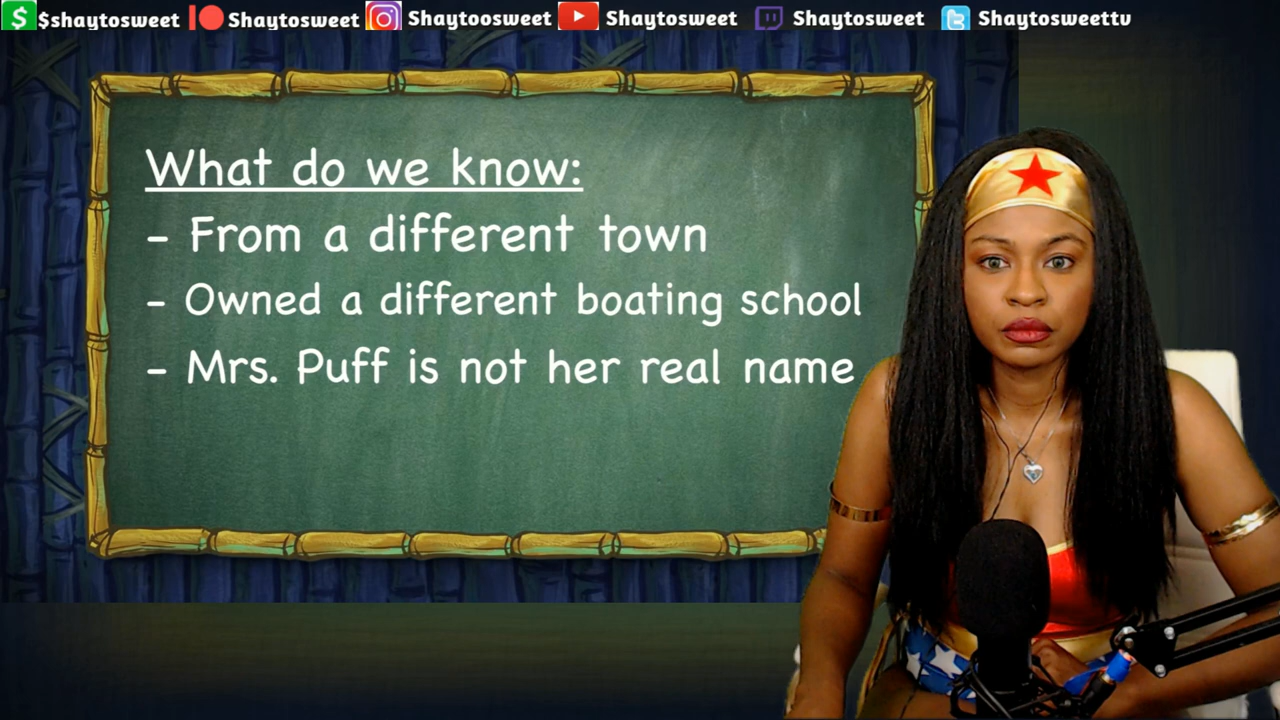 $shaytosweet Shaytosweet Shaytoosweet Shaytosweet Shaytosweet Shaytosweettv
What do we know:
- From a different town
- Owned a different boating school
- Mrs. Puff is not her real name